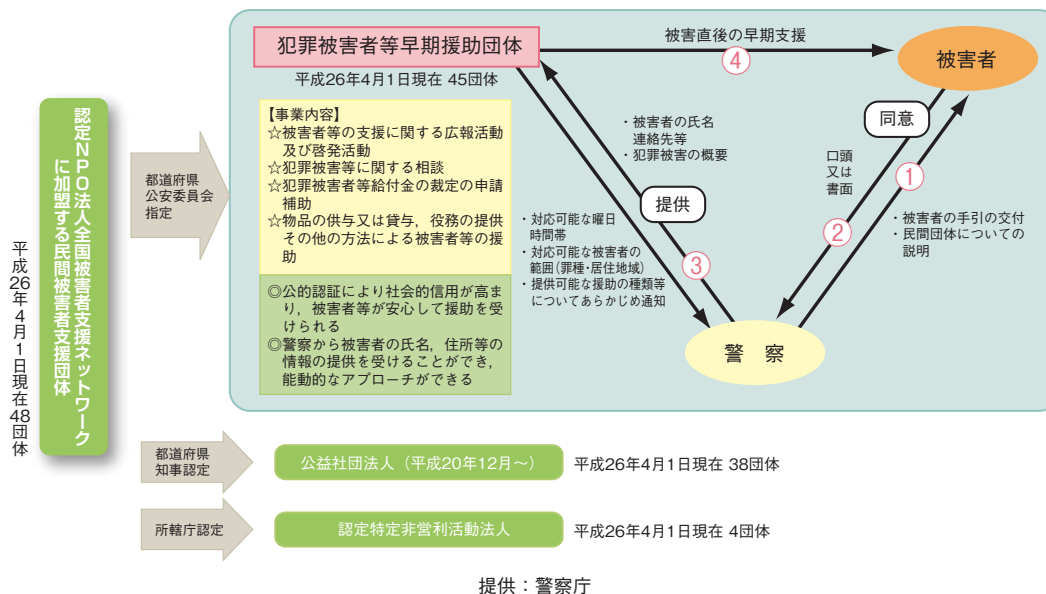 平成26年4月1日現在48団体
認定NPO法人全国被害者支援ネットワーク
に加盟する民間被害者支援団体
都道府県
公安委員会
指定
犯罪被害者等早期援助団体
平成26年4月1日現在 45団体
【事業内容】
☆被害者等の支援に関する広報活動
及び啓発活動
☆犯罪被害等に関する相談
☆犯罪被害者等給付金の裁定の申請
補助
☆物品の供与又は貸与，役務の提供
その他の方法による被害者等の援
助
◎公的認証により社会的信用が高ま
り，被害者等が安心して援助を受
けられる
◎警察から被害者の氏名，住所等の
情報の提供を受けることができ，
能動的なアプローチができる
被害直後の早期支援
④
被害者
・被害者の氏名
連絡先等
・犯罪被害の概要
提供
③
・対応可能な曜日
時間帯
・対応可能な被害者の
範囲（罪種・居住地域）
・提供可能な援助の種類等
についてあらかじめ通知
同意
口頭
又は
書面
②
①
・被害者の手引の交付
・民間団体についての
説明
警 察
都道府県
知事認定
公益社団法人（平成20年12月～）
平成26年4月1日現在 38団体
所轄庁認定
認定特定非営利活動法人
平成26年4月1日現在 4団体
提供：警察庁